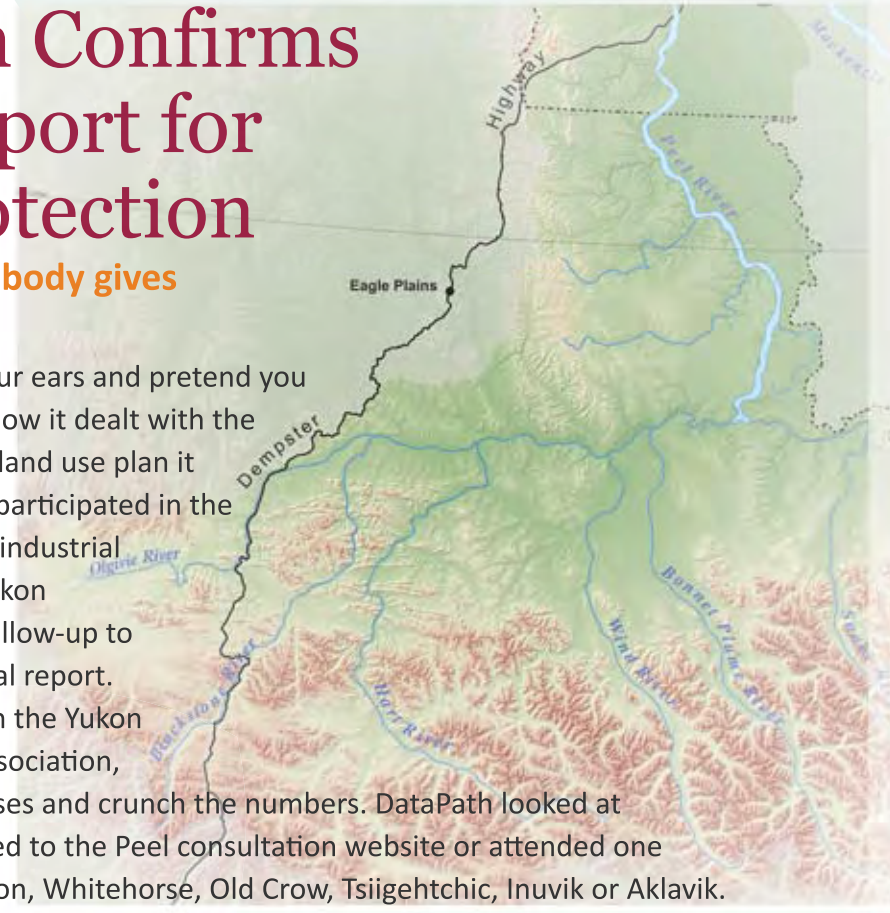 n Confirms
port for
otection
body gives
ur ears and pretend you
ow it dealt with the
land use plan it
participated in the
industrial
kon
llow-up to
al report.
n the Yukon
sociation,
ses and crunch the numbers. DataPath looked at
ed to the Peel consultation website or attended one
on, Whitehorse, Old Crow, Tsiigehtchic, Inuvik or Aklavik.
Highway
Peel River
Eagle Plains
Dempster
Olgivie River
Blackstone River
Hart River
Wind River
Bonnet Plume River